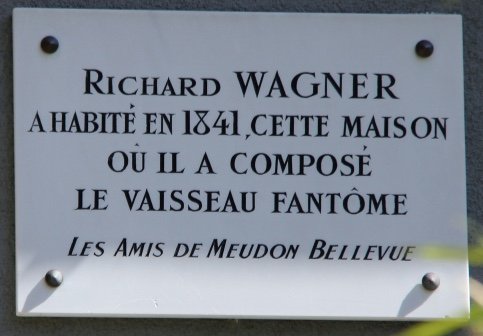 RICHARD WAGNER
A HABITÉ EN 1841, CETTE MAISON
OÙ IL A COMPOSÉ
LE VAISSEAU FANTÔME
LES AMIS DE MEUDON BELLEVUE